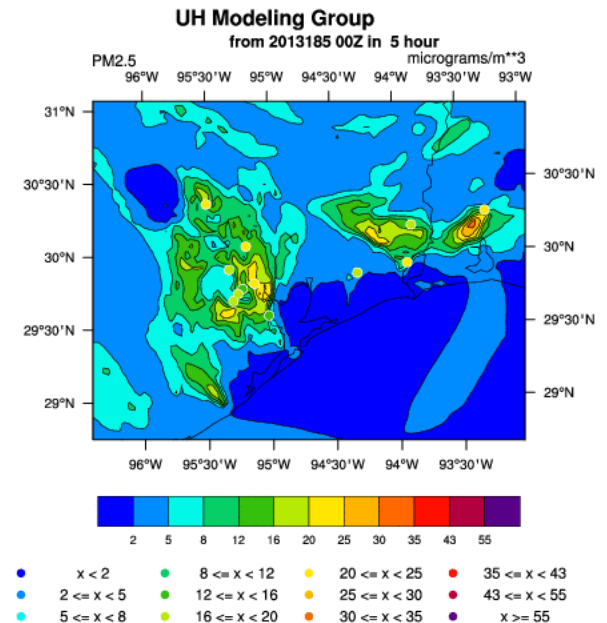 UH Modeling Group
from 2013185 00Z in 5 hour
PM2.5 micrograms/m**3
96°W 95°30'W 95°W 94°30'W 94°W 93°30'W 93°W
31°N
30°30'N 30°30'N
30°N 30°N
29°30'N 29°30'N
29°N 29°N
96°W 95°30'W 95°W 94°30'W 94°W 93°30'W
2 5 8 12 16 20 25 30 35 43 55
x < 2 8 <= x < 12 20 <= x < 25 35 <= x < 43
2 <= x < 5 12 <= x < 16 25 <= x < 30 43 <= x < 55
5 <= x < 8 16 <= x < 20 30 <= x < 35 x >= 55